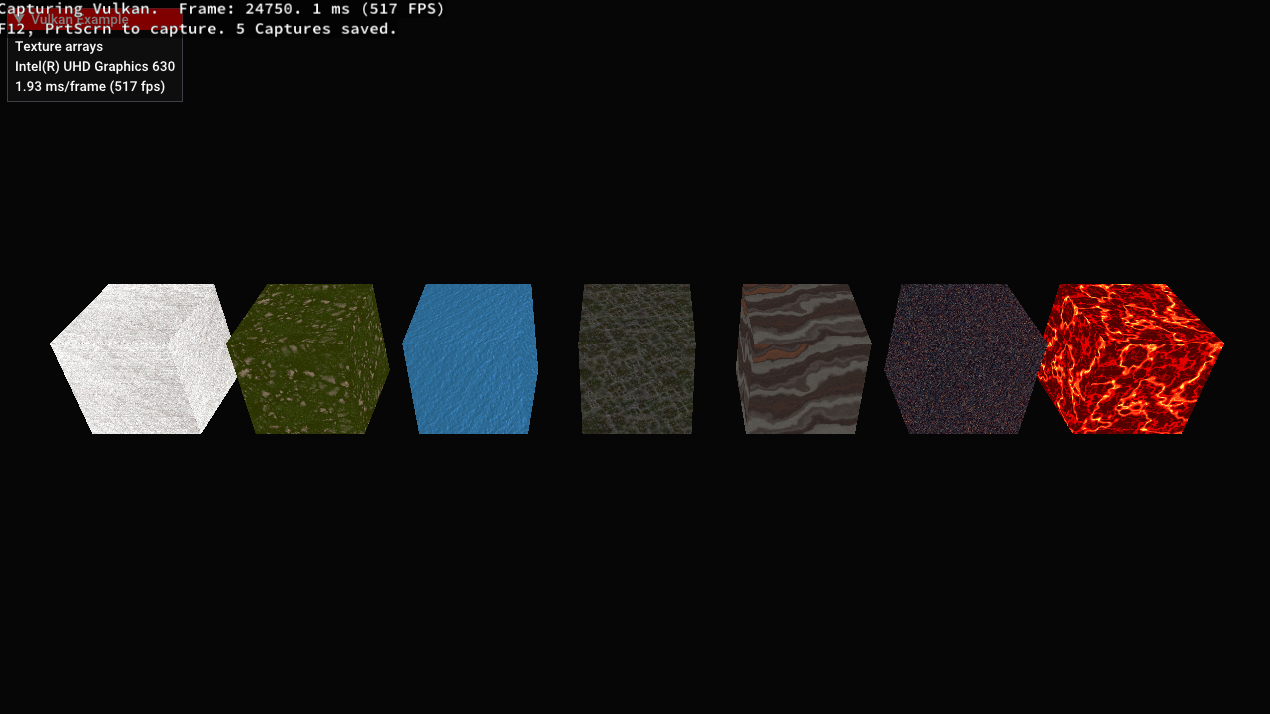 Capturing Vulkan.  Frame: 24750. 1 ms (517 FPS)
Vulkan Example
F12, PrtScrn to capture. 5 Captures saved.
Texture arrays
Intel(R) UHD Graphics 630
1.93 ms/frame (517 fps)